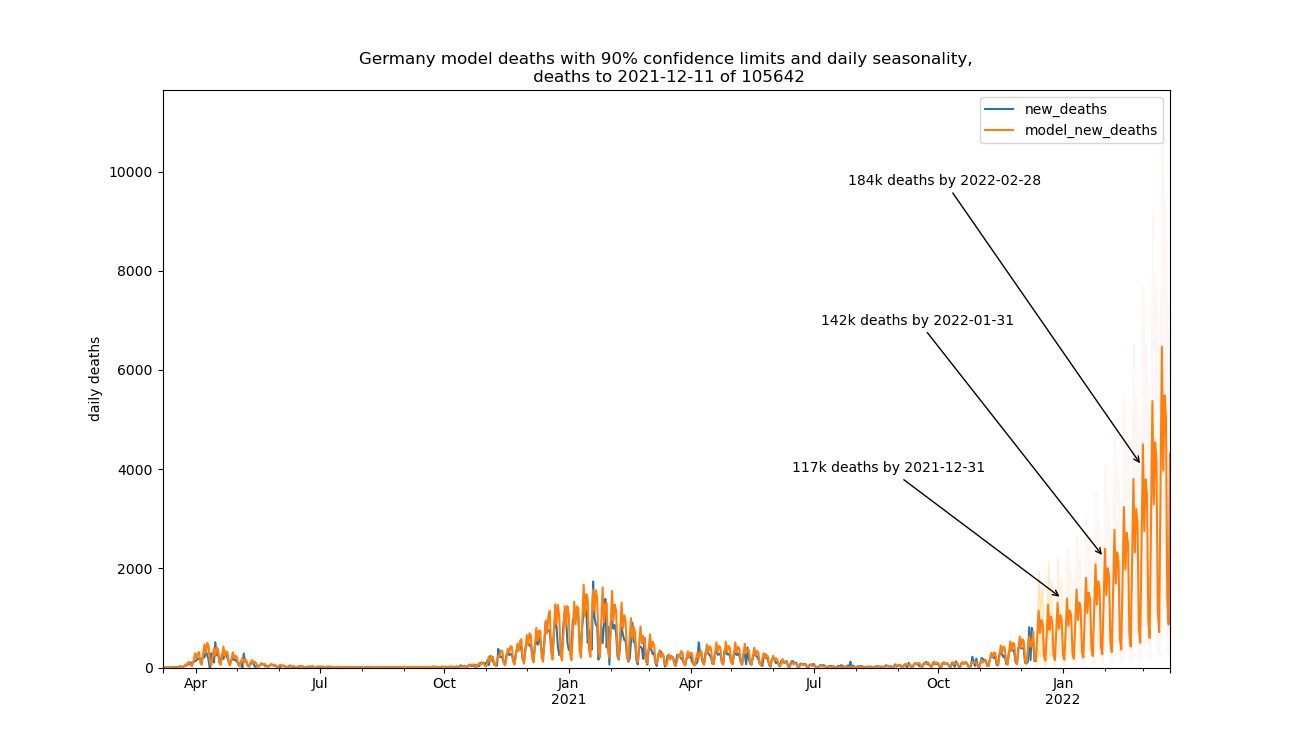 Germany model deaths with 90% confidence limits and daily seasonality,
deaths to 2021-12-11 of 105642
new_deaths
model_new_deaths
10000
184k deaths by 2022-02-28
8000
142k deaths by 2022-01-31
6000
daily deaths
4000
117k deaths by 2021-12-31
2000
0
Apr Jul Oct Jan Apr Jul Oct Jan
2021 2022